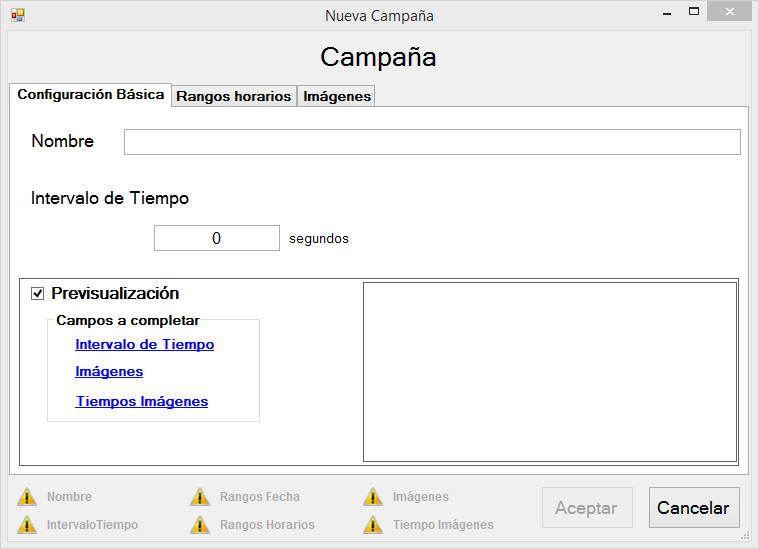 Nueva Campaña
Campaña
Configuración Básica Rangos horarios Imágenes
Nombre
Intervalo de Tiempo
0 segundos
Previsualización
Campos a completar
Intervalo de Tiempo
Imágenes
Tiempos Imágenes
Nombre Rangos Fecha Imágenes
IntervaloTiempo Rangos Horarios Tiempo Imágenes
Aceptar Cancelar